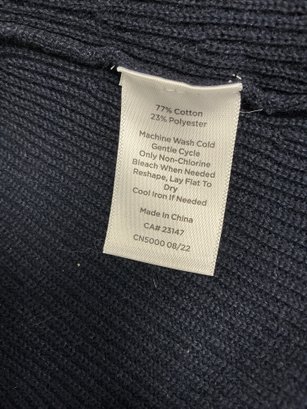 77% Cotton
23% Polyester
Machine Wash Cold
Gentle Cycle
Only Non-Chlorine
Bleach When Needed
Reshape, Lay Flat To
Dry
Cool Iron If Needed
Made In China
CA# 23147
CN5000 08/22